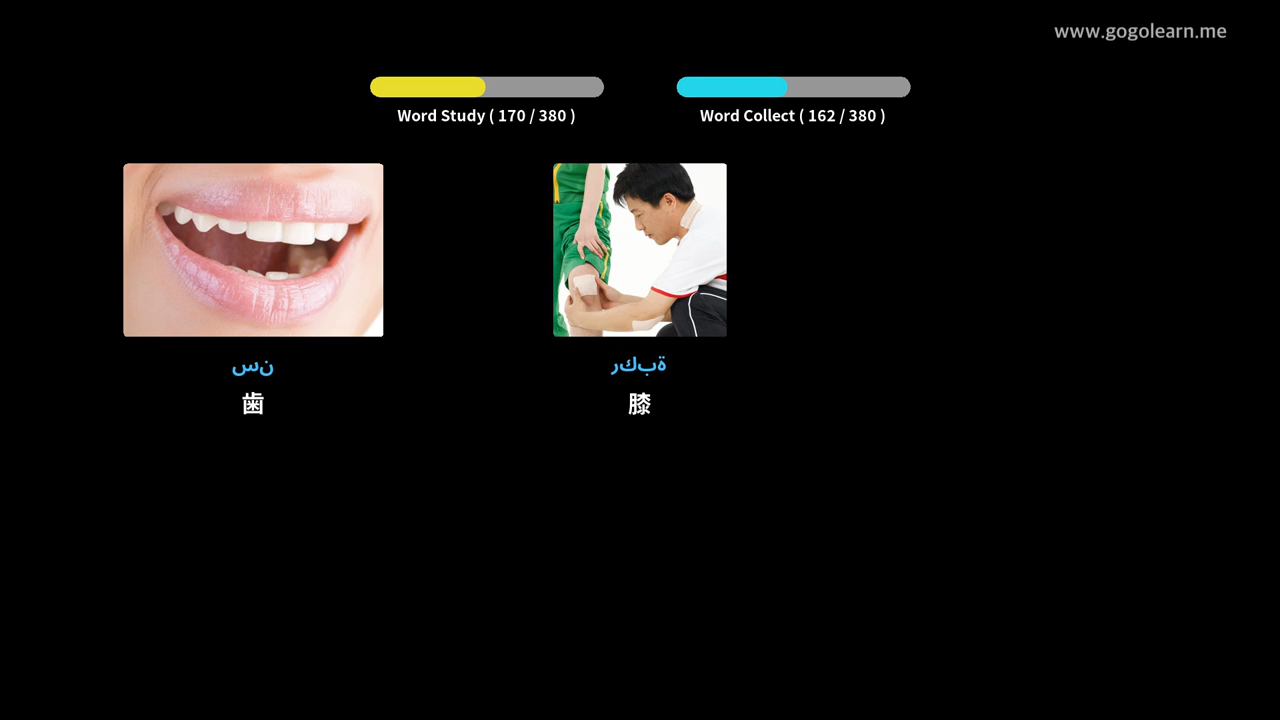 www.gogolearn.me
Word Study ( 170 / 380 )
Word Collect ( 162 / 380 )
سن
ركبة
歯
膝